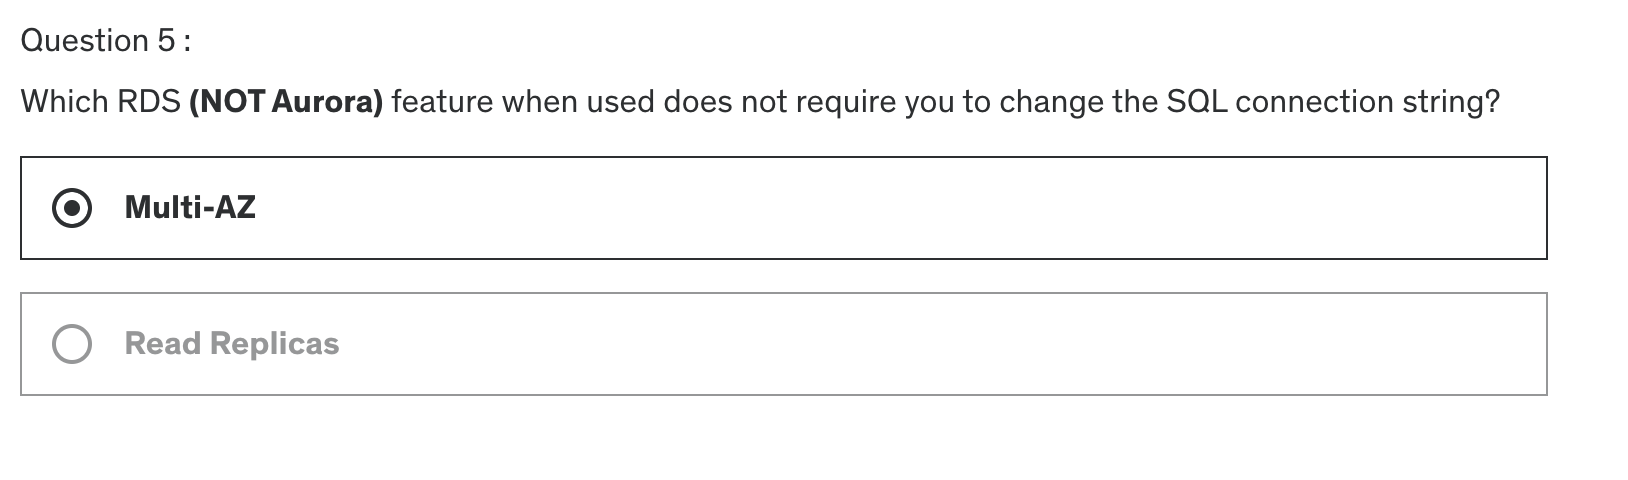 Question 5 :
Which RDS (NOT Aurora) feature when used does not require you to change the SQL connection string?
Multi-AZ
Read Replicas